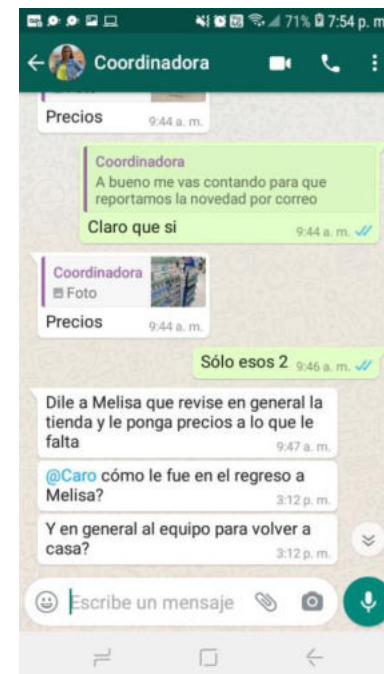 71% 7:54 p. m.
Coordinadora
Precios 9:44 a. m.
Coordinadora
A bueno me vas contando para que
reportamos la novedad por correo
Claro que si 9:44 a. m.
Coordinadora
Foto
Precios 9:44 a. m.
Sólo esos 2 9:46 a. m.
Dile a Melisa que revise en general la
tienda y le ponga precios a lo que le
falta 9:47 a. m.
@Caro cómo le fue en el regreso a
Melisa? 3:12 p. m.
Y en general al equipo para volver a
casa? 3:12 p. m.
Escribe un mensaje